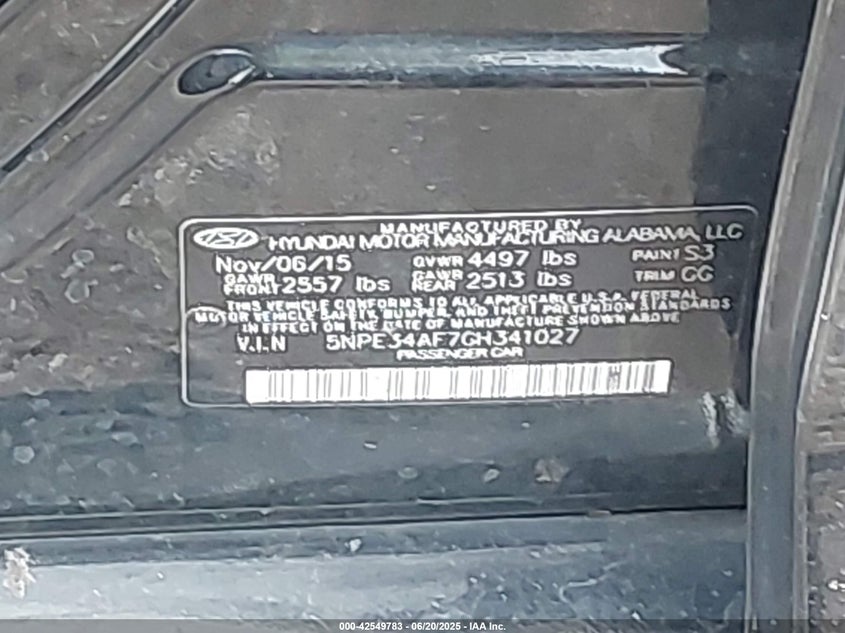 MANUFACTURED BY
HYUNDAI MOTOR MANUFACTURING ALABAMA, LLC
Nov/06/15 GVWR 4497 lbs PAINT S3
GAWR FRONT 2557 lbs GAWR REAR 2513 lbs TRIM GG
THIS VEHICLE CONFORMS TO ALL APPLICABLE U.S.A. FEDERAL
MOTOR VEHICLE SAFETY, BUMPER, AND THEFT PREVENTION STANDARDS
IN EFFECT ON THE DATE OF MANUFACTURE SHOWN ABOVE
V.I.N 5NPE34AF7GH341027
PASSENGER CAR
000-42549783 - 06/20/2025 - IAA Inc.